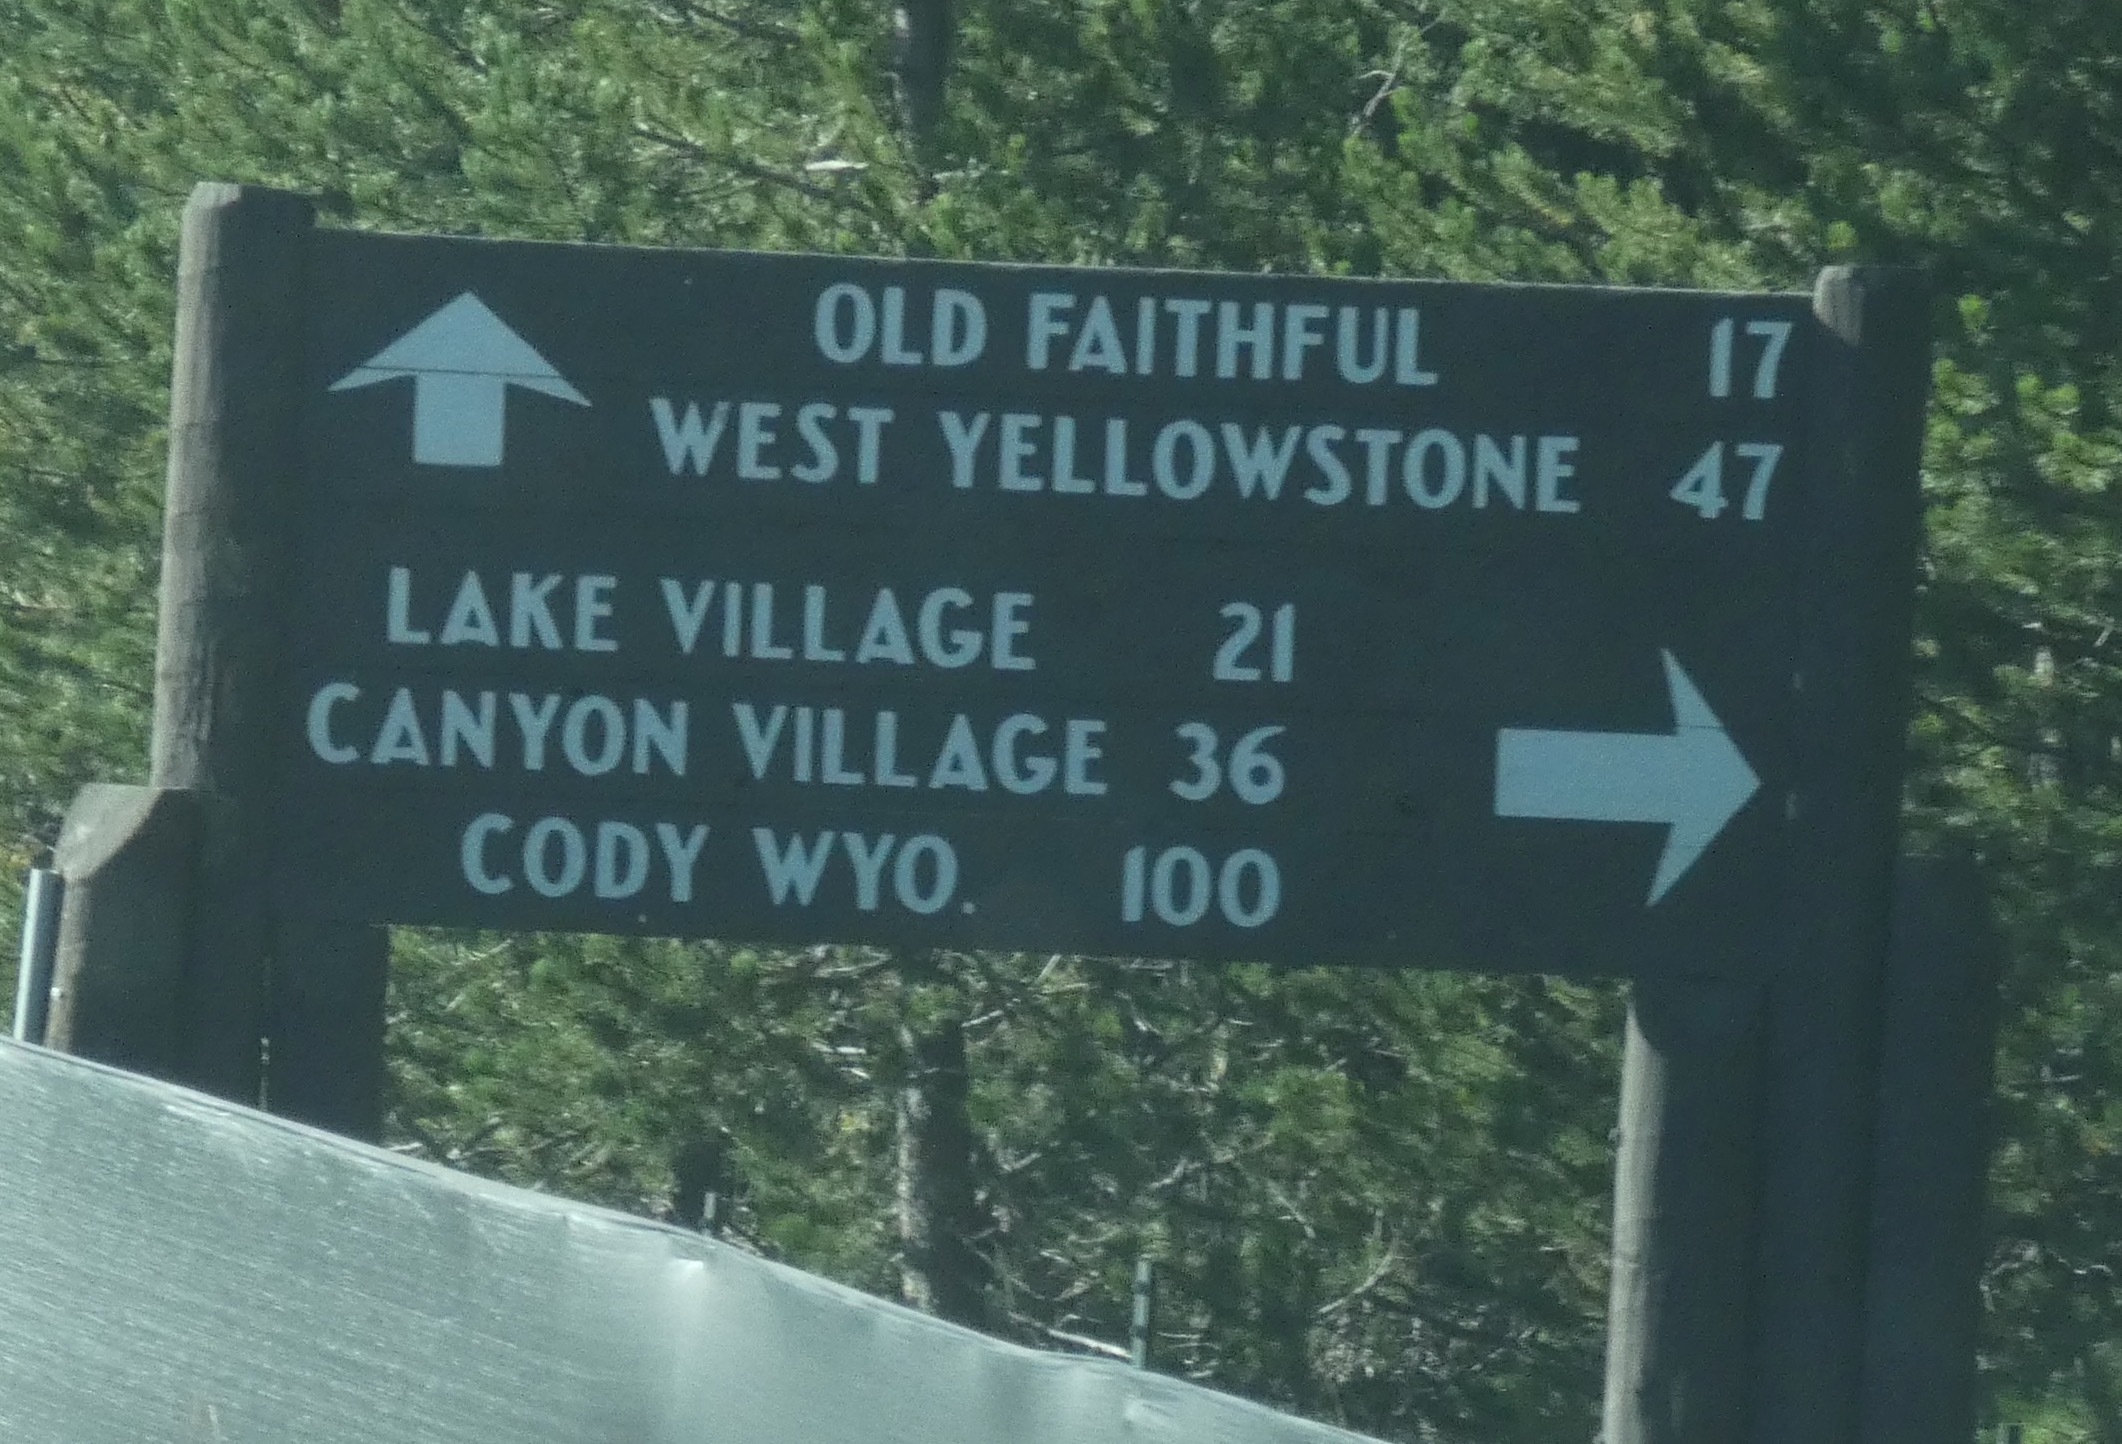 OLD FAITHFUL 17
WEST YELLOWSTONE 47
LAKE VILLAGE 21
CANYON VILLAGE 36
CODY WYO. 100